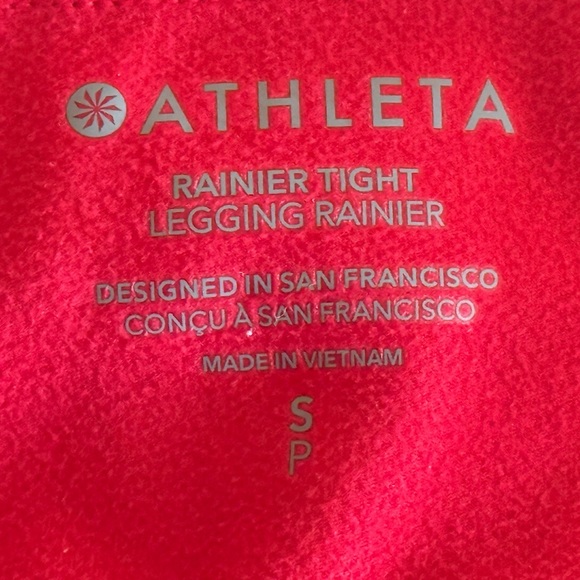 ATHLETA
RAINIER TIGHT
LEGGING RAINIER
DESIGNED IN SAN FRANCISCO
CONÇU À SAN FRANCISCO
MADE IN VIETNAM
S
P